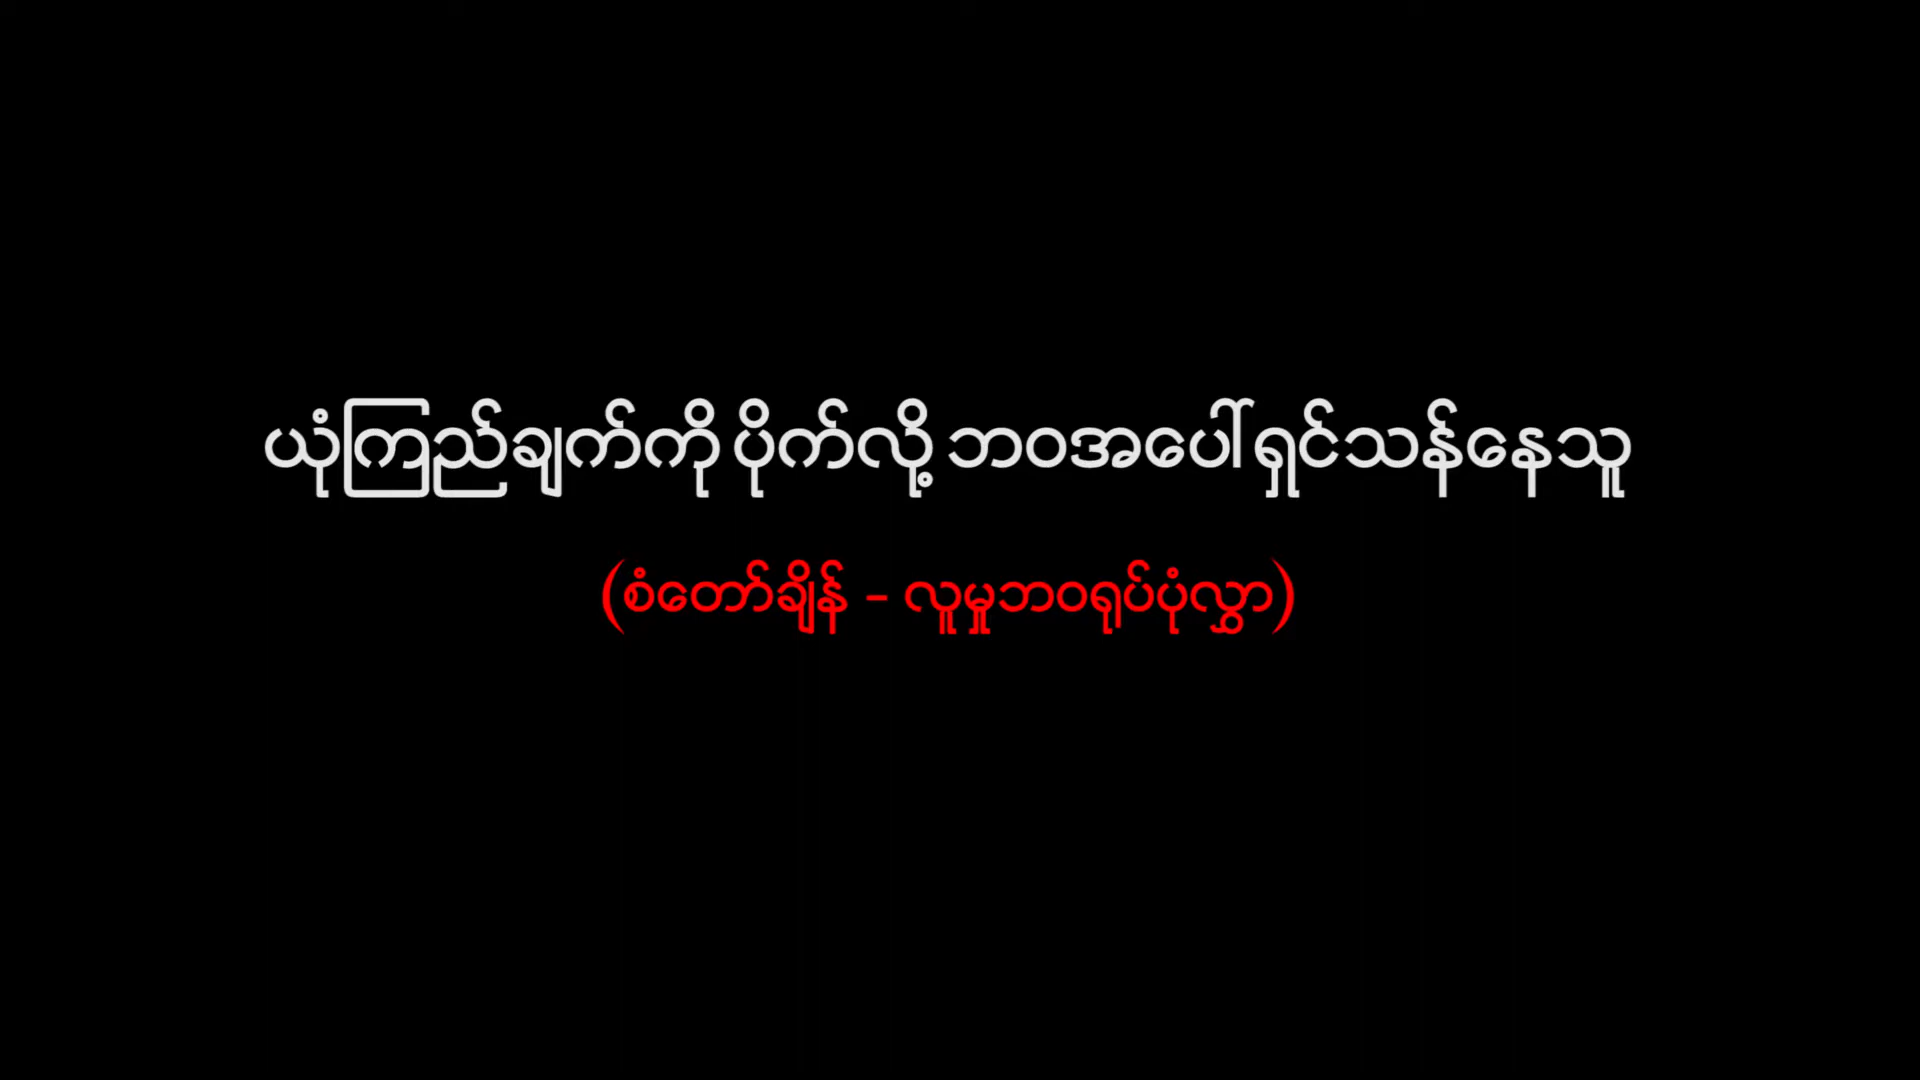 ယုံကြည်ချက်ကို ပိုက်လို့ ဘဝအပေါ် ရှင်သန်နေသူ
(စံတော်ချိန် - လူမှုဘဝရုပ်ပုံလွှာ)